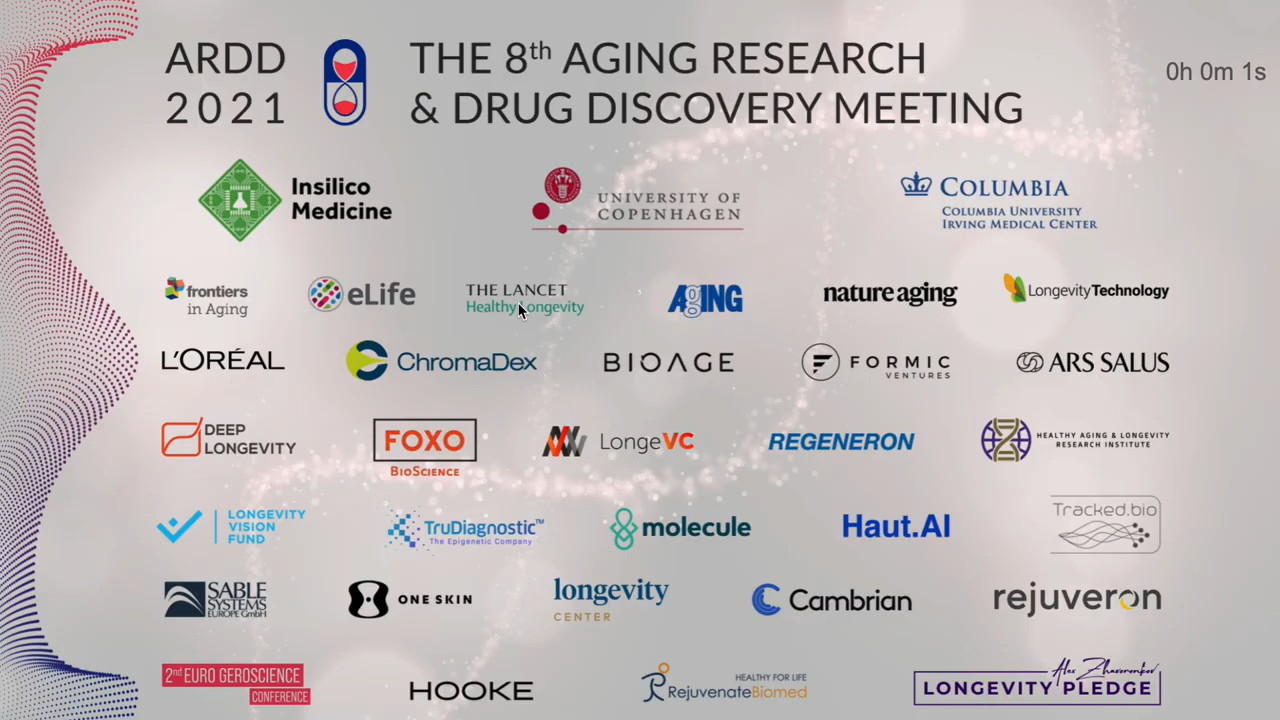 ARDD
2021
THE 8th AGING RESEARCH
& DRUG DISCOVERY MEETING
0h 0m 1s
Insilico
Medicine
UNIVERSITY OF
COPENHAGEN
COLUMBIA
COLUMBIA UNIVERSITY
IRVING MEDICAL CENTER
frontiers
in Aging
eLife
THE LANCET
Healthy Longevity
AgING
nature aging
LongevityTechnology
L'ORÉAL
ChromaDex
BIOAGE
FORMIC
VENTURES
ARS SALUS
DEEP
LONGEVITY
FOXO
BIOSCIENCE
LongeVC
REGENERON
HEALTHY AGING & LONGEVITY
RESEARCH INSTITUTE
LONGEVITY
VISION
FUND
TruDiagnostic™
The Epigenetic Company
molecule
Haut.AI
Tracked.bio
SABLE
SYSTEMS
EUROPE GmbH
ONE SKIN
longevity
CENTER
Cambrian
rejuveron
2nd EURO GEROSCIENCE
CONFERENCE
HOOKE
HEALTHY FOR LIFE
RejuvenateBiomed
Alex Zhavoronkov
LONGEVITY PLEDGE